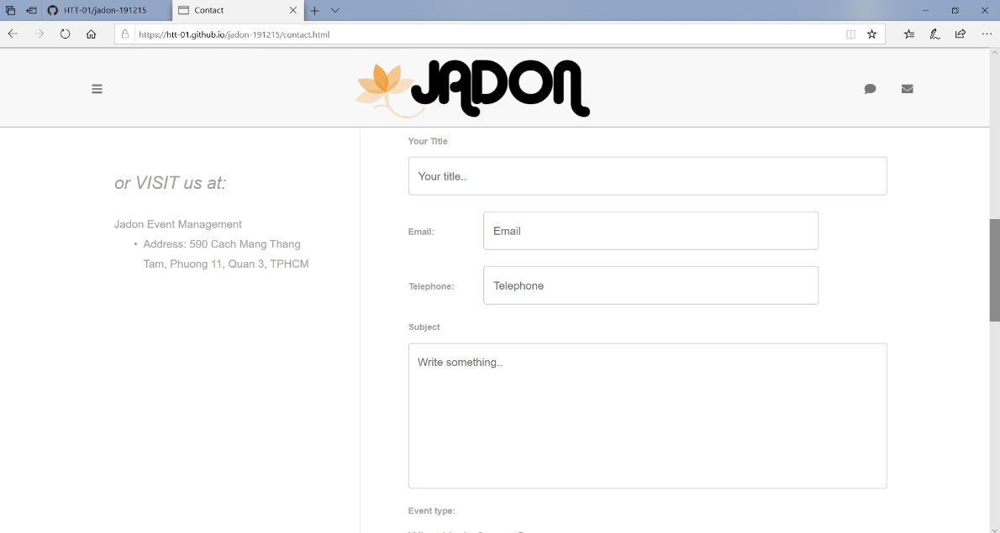 HTT-01/jadon-191215
Contact
https://htt-01.github.io/jadon-191215/contact.html
JADON
or VISIT us at:
Jadon Event Management
• Address: 590 Cach Mang Thang
Tam, Phuong 11, Quan 3, TPHCM
Your Title
Your title..
Email:
Email
Telephone:
Telephone
Subject
Write something..
Event type: